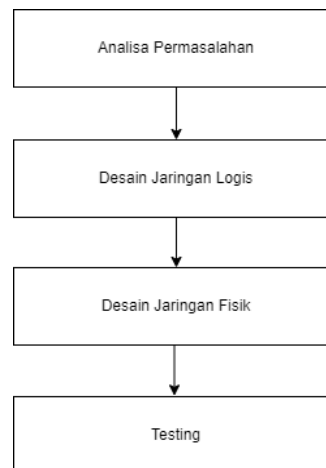 Analisa Permasalahan
Desain Jaringan Logis
Desain Jaringan Fisik
Testing